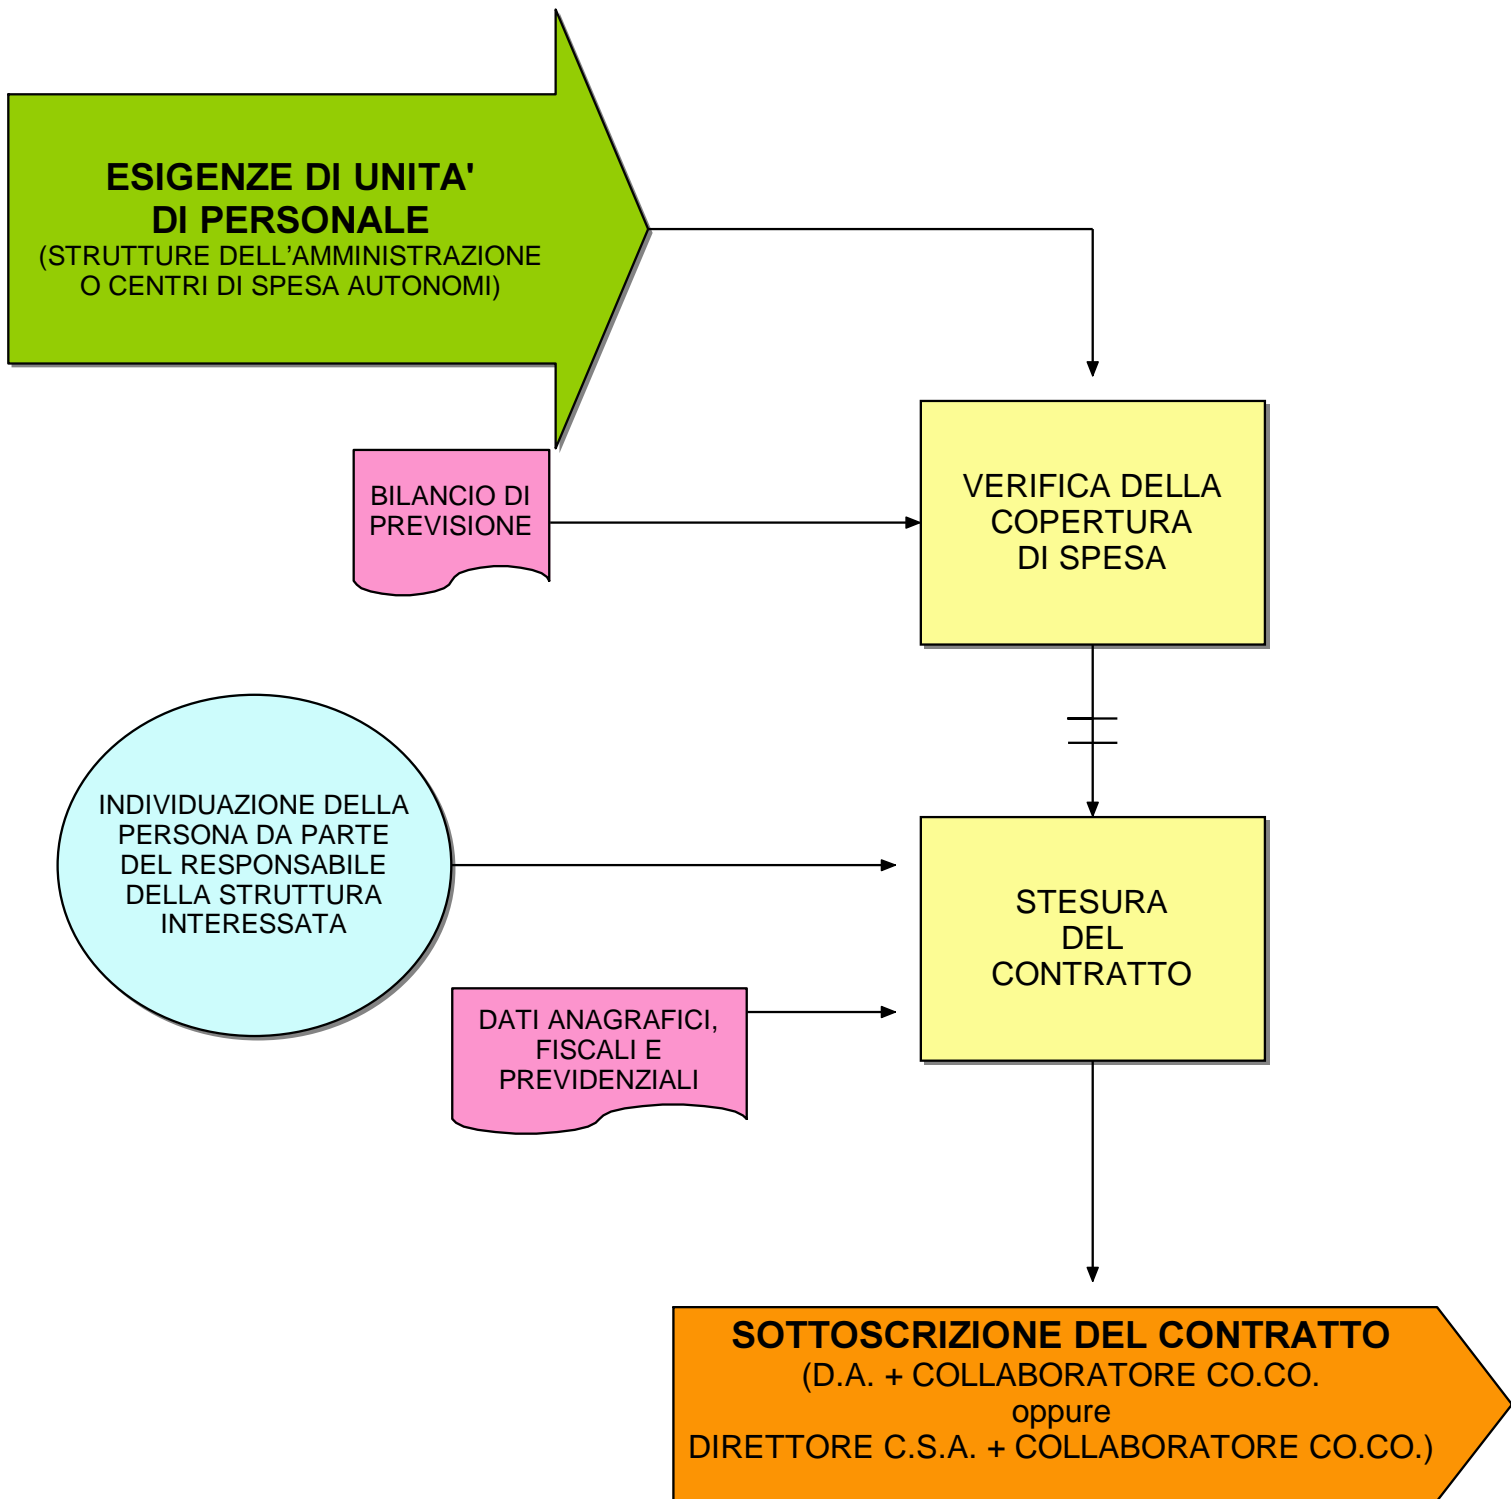 ESIGENZE DI UNITA'
DI PERSONALE
(STRUTTURE DELL’AMMINISTRAZIONE
O CENTRI DI SPESA AUTONOMI)
BILANCIO DI
PREVISIONE
VERIFICA DELLA
COPERTURA
DI SPESA
INDIVIDUAZIONE DELLA
PERSONA DA PARTE
DEL RESPONSABILE
DELLA STRUTTURA
INTERESSATA
STESURA
DEL
CONTRATTO
DATI ANAGRAFICI,
FISCALI E
PREVIDENZIALI
SOTTOSCRIZIONE DEL CONTRATTO
(D.A. + COLLABORATORE CO.CO.
oppure
DIRETTORE C.S.A. + COLLABORATORE CO.CO.)